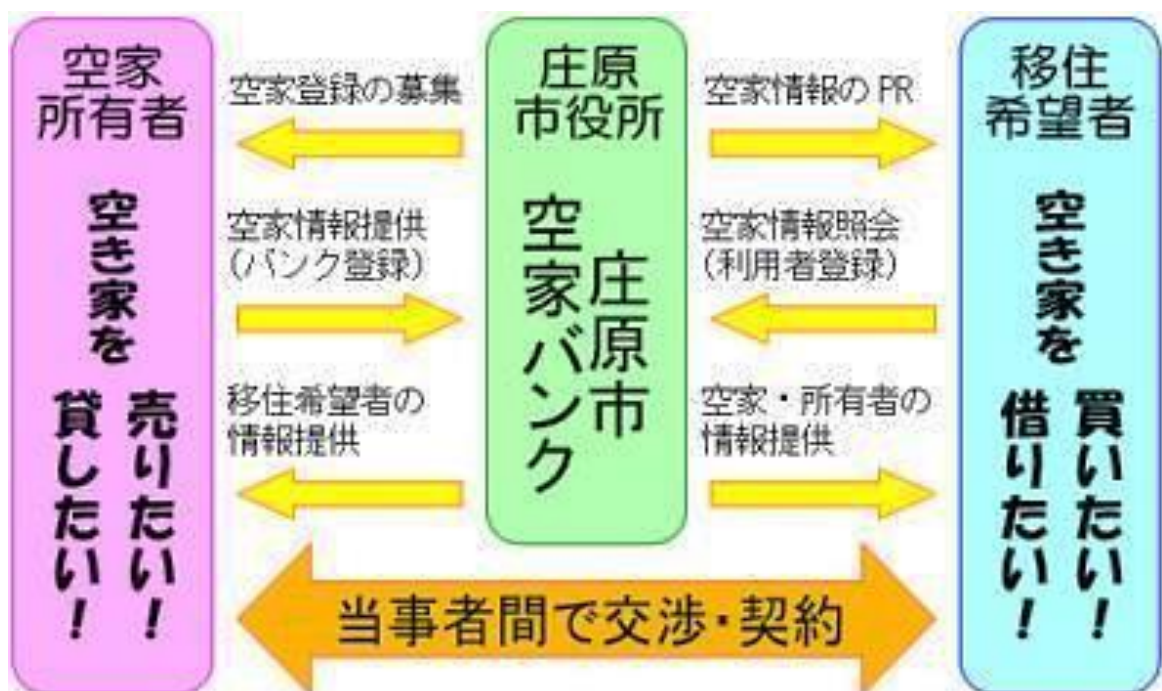 空家
所有者
空き家を
売りたい！
貸したい！
空家登録の募集
空家情報提供
（バンク登録）
移住希望者の
情報提供
庄原
市役所
庄原市
空家バンク
空家情報のPR
空家情報照会
（利用者登録）
空家・所有者の
情報提供
移住
希望者
空き家を
買いたい！
借りたい！
当事者間で交渉・契約